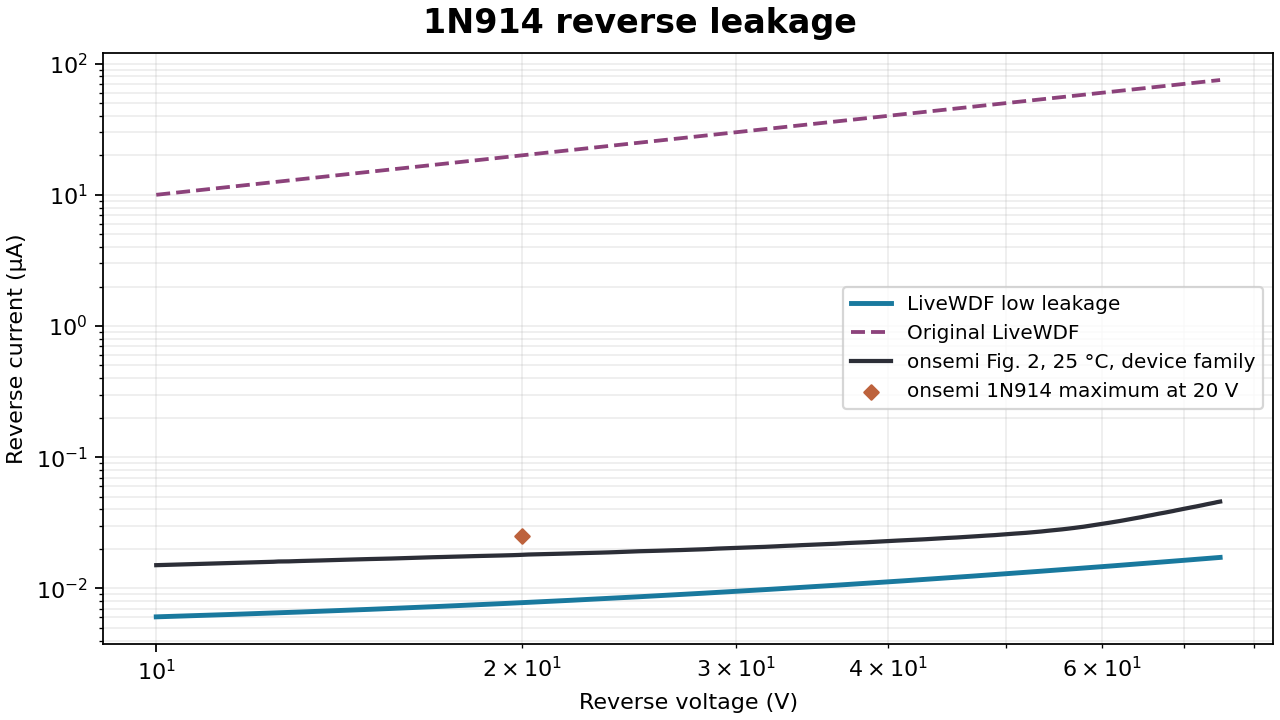 1N914 reverse leakage
Reverse current (µA)
10²
10¹
10⁰
10⁻¹
10⁻²
LiveWDF low leakage
Original LiveWDF
onsemi Fig. 2, 25 °C, device family
onsemi 1N914 maximum at 20 V
10¹
2 × 10¹
3 × 10¹
4 × 10¹
6 × 10¹
Reverse voltage (V)